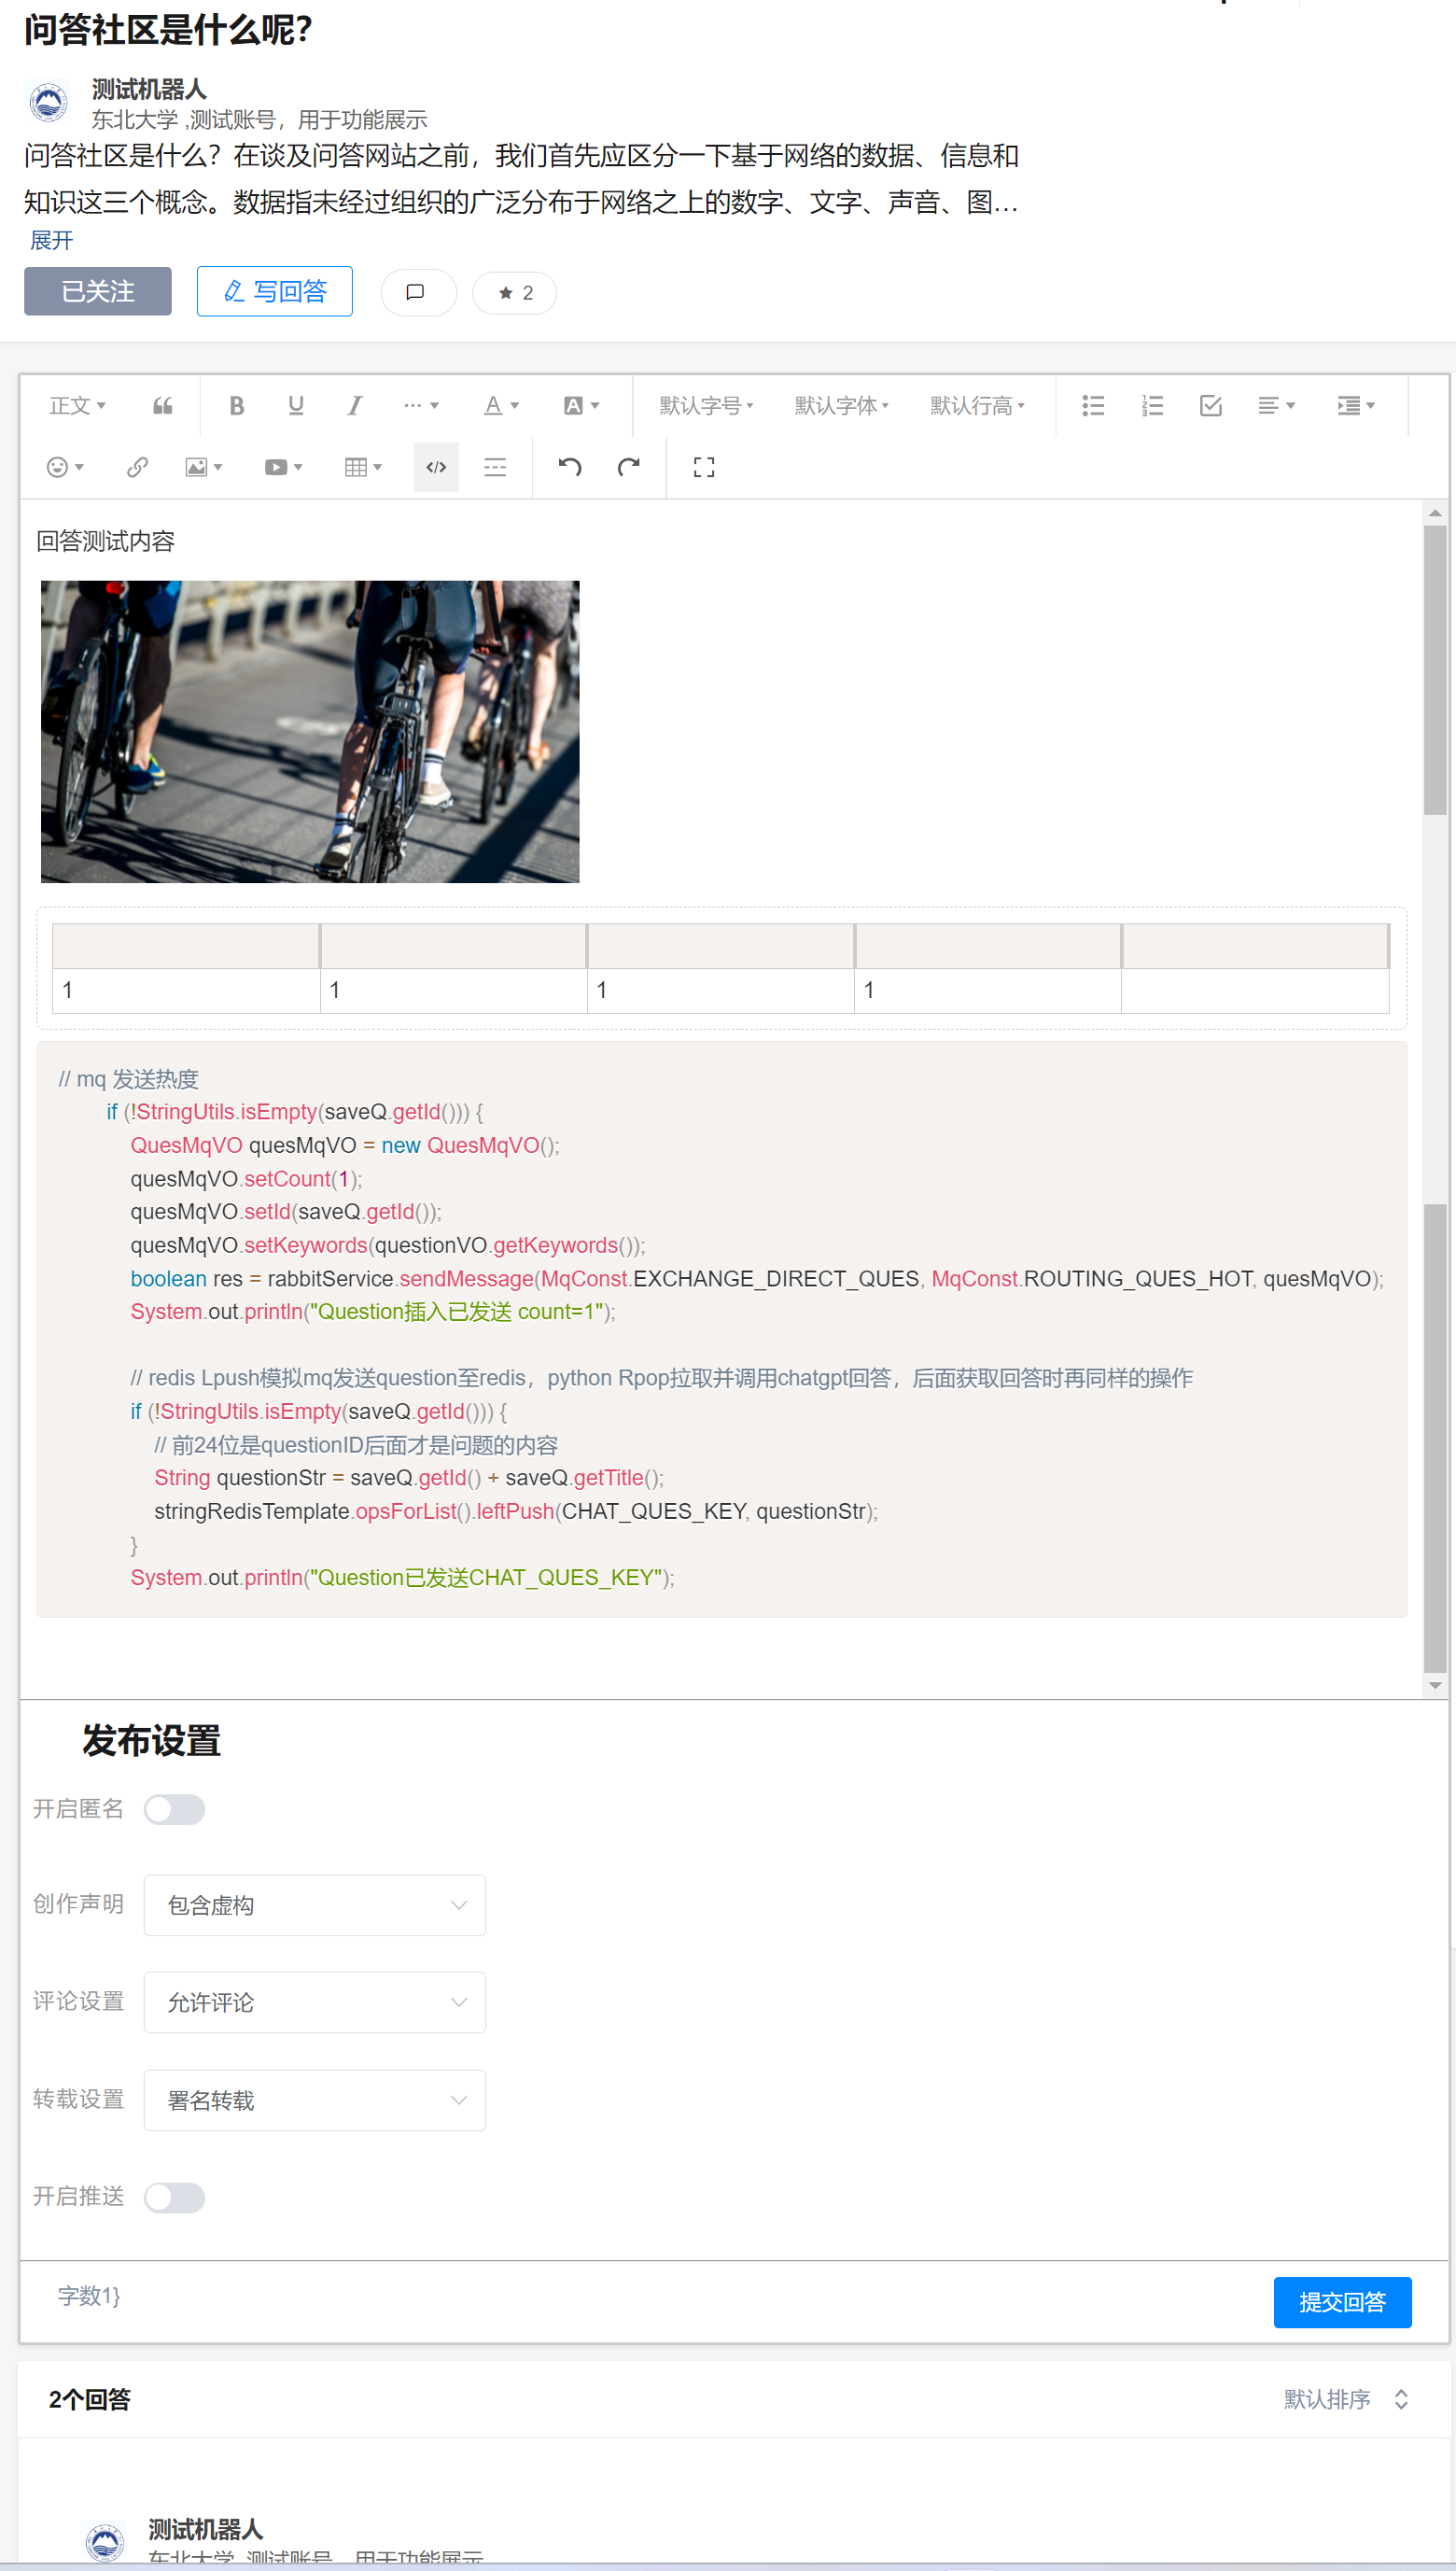 问答社区是什么呢?
测试机器人
东北大学 ,测试账号，用于功能展示
问答社区是什么？在谈及问答网站之前，我们首先应区分一下基于网络的数据、信息和
知识这三个概念。数据指未经过组织的广泛分布于网络之上的数字、文字、声音、图…
展开
已关注 写回答 2
正文 默认字号 默认字体 默认行高
回答测试内容
1 1 1 1
// mq 发送热度
if (!StringUtils.isEmpty(saveQ.getId())) {
QuesMqVO quesMqVO = new QuesMqVO();
quesMqVO.setCount(1);
quesMqVO.setId(saveQ.getId());
quesMqVO.setKeywords(questionVO.getKeywords());
boolean res = rabbitService.sendMessage(MqConst.EXCHANGE_DIRECT_QUES, MqConst.ROUTING_QUES_HOT, quesMqVO);
System.out.println("Question插入已发送 count=1");
// redis Lpush模拟mq发送question至redis，python Rpop拉取并调用chatgpt回答，后面获取回答时再同样的操作
if (!StringUtils.isEmpty(saveQ.getId())) {
// 前24位是questionID后面才是问题的内容
String questionStr = saveQ.getId() + saveQ.getTitle();
stringRedisTemplate.opsForList().leftPush(CHAT_QUES_KEY, questionStr);
}
System.out.println("Question已发送CHAT_QUES_KEY");
发布设置
开启匿名
创作声明 包含虚构
评论设置 允许评论
转载设置 署名转载
开启推送
字数1} 提交回答
2个回答 默认排序
测试机器人
东北大学 ,测试账号，用于功能展示